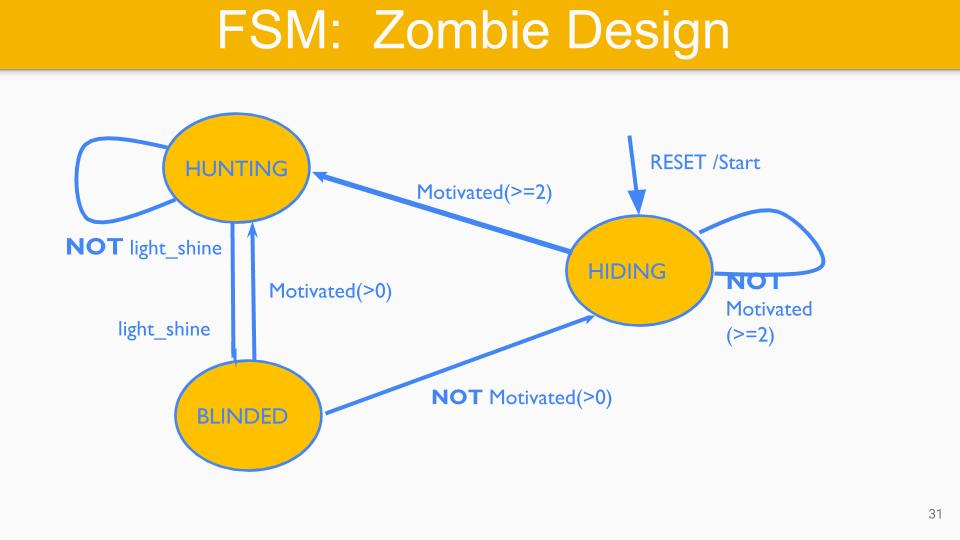 FSM: Zombie Design
HUNTING
RESET /Start
Motivated(>=2)
NOT light_shine
HIDING
NOT
Motivated
(>=2)
Motivated(>0)
light_shine
NOT Motivated(>0)
BLINDED
31